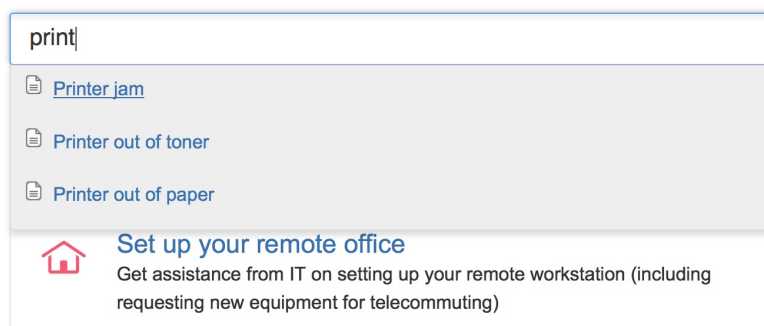 print
Printer jam
Printer out of toner
Printer out of paper
Set up your remote office
Get assistance from IT on setting up your remote workstation (including
requesting new equipment for telecommuting)